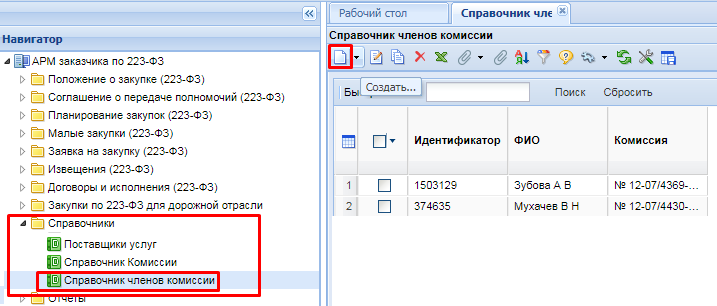 Рабочий стол
Справочник чле
Навигатор
АРМ заказчика по 223-ФЗ
Положение о закупке (223-ФЗ)
Соглашение о передаче полномочий (223-ФЗ)
Планирование закупок (223-ФЗ)
Малые закупки (223-ФЗ)
Заявка на закупку (223-ФЗ)
Извещения (223-ФЗ)
Договоры и исполнения (223-ФЗ)
Закупки по 223-ФЗ для дорожной отрасли
Справочники
Поставщики услуг
Справочник Комиссии
Справочник членов комиссии
Отчеты
Справочник членов комиссии
Создать...
Бы
Поиск Сбросить
Идентификатор ФИО Комиссия
1 1503129 Зубова А В № 12-07/4369-...
2 374635 Мухачев В Н № 12-07/4430-...